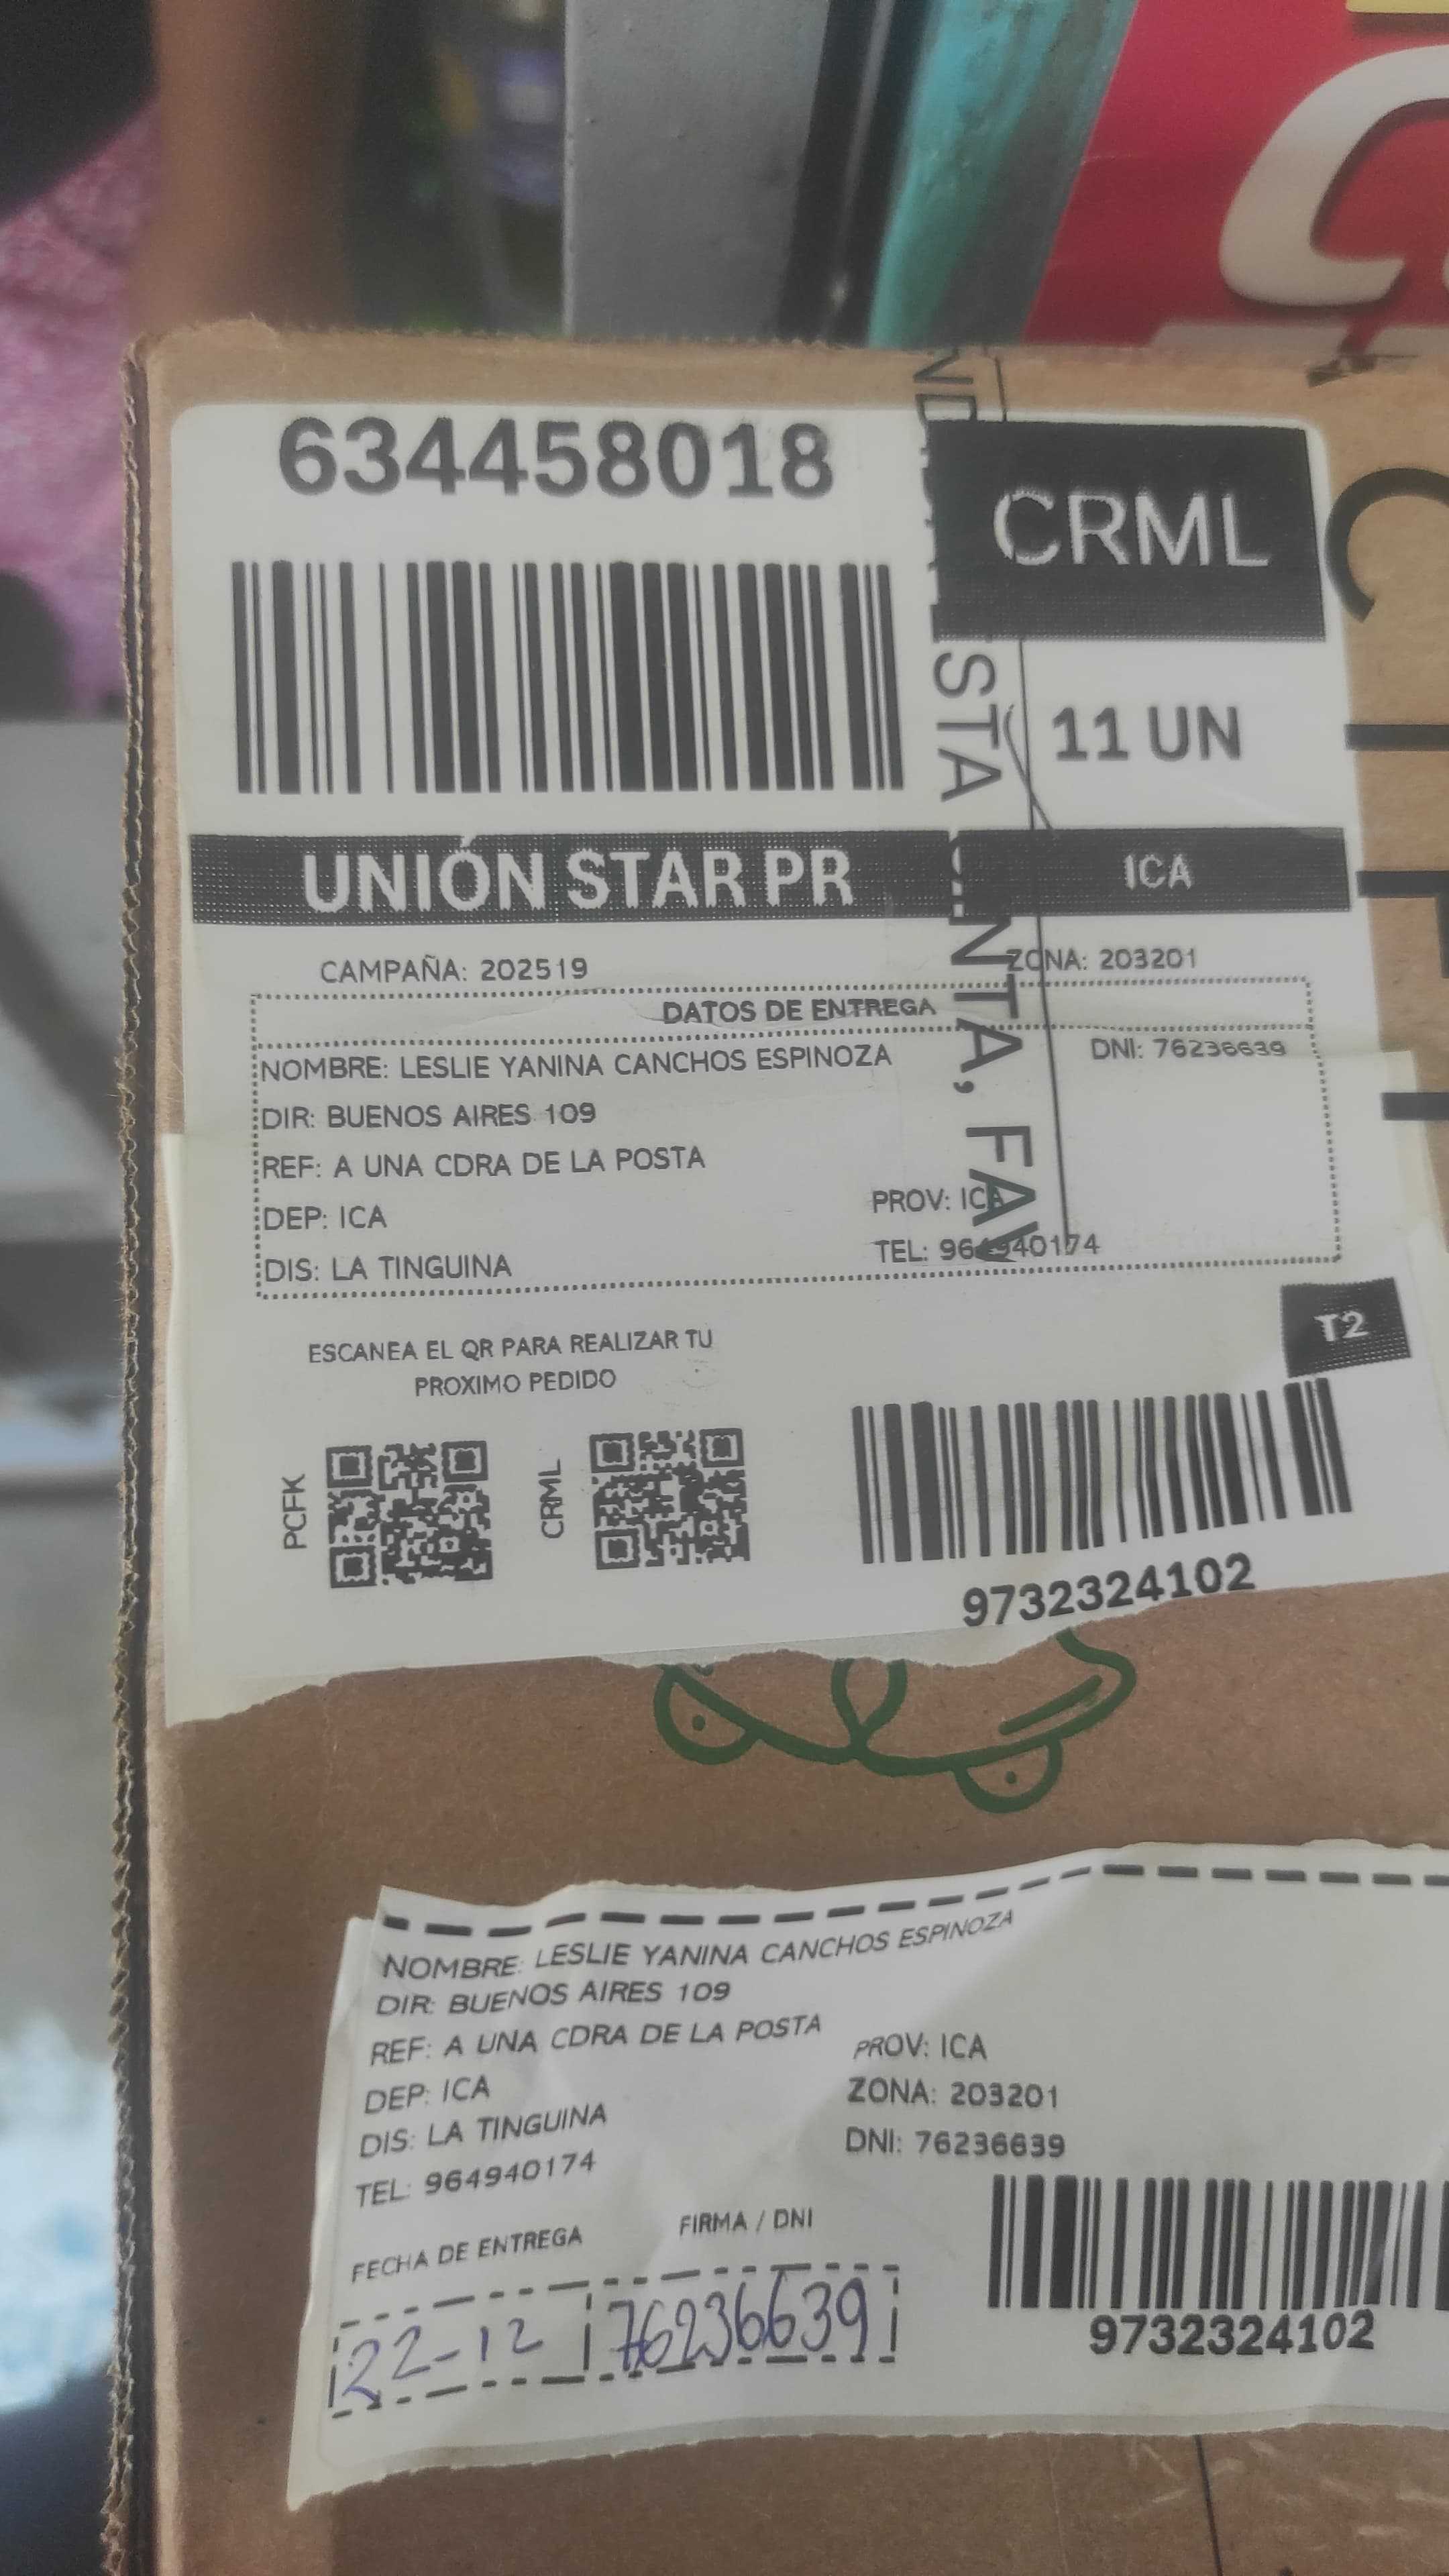 634458018
CRML
11 UN
UNIÓN STAR PR
ICA
CAMPAÑA: 202519
ZONA: 203201
DATOS DE ENTREGA
NOMBRE: LESLIE YANINA CANCHOS ESPINOZA
DNI: 76236639
DIR: BUENOS AIRES 109
REF: A UNA CDRA DE LA POSTA
DEP: ICA
PROV: ICA
DIS: LA TINGUINA
TEL: 964940174
T2
ESCANEA EL QR PARA REALIZAR TU
PROXIMO PEDIDO
PCFK
CRML
9732324102
NOMBRE: LESLIE YANINA CANCHOS ESPINOZA
DIR: BUENOS AIRES 109
REF: A UNA CDRA DE LA POSTA
PROV: ICA
DEP: ICA
ZONA: 203201
DIS: LA TINGUINA
DNI: 76236639
TEL: 964940174
FECHA DE ENTREGA
FIRMA / DNI
22-12
76236639
9732324102